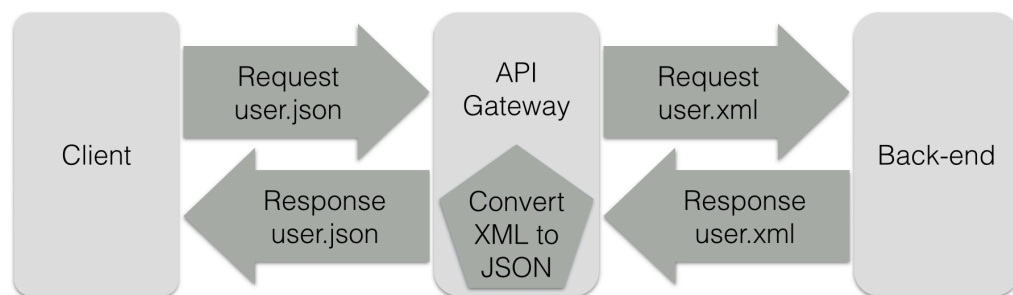 Client
Request
user.json
Response
user.json
API
Gateway
Convert
XML to
JSON
Request
user.xml
Response
user.xml
Back-end